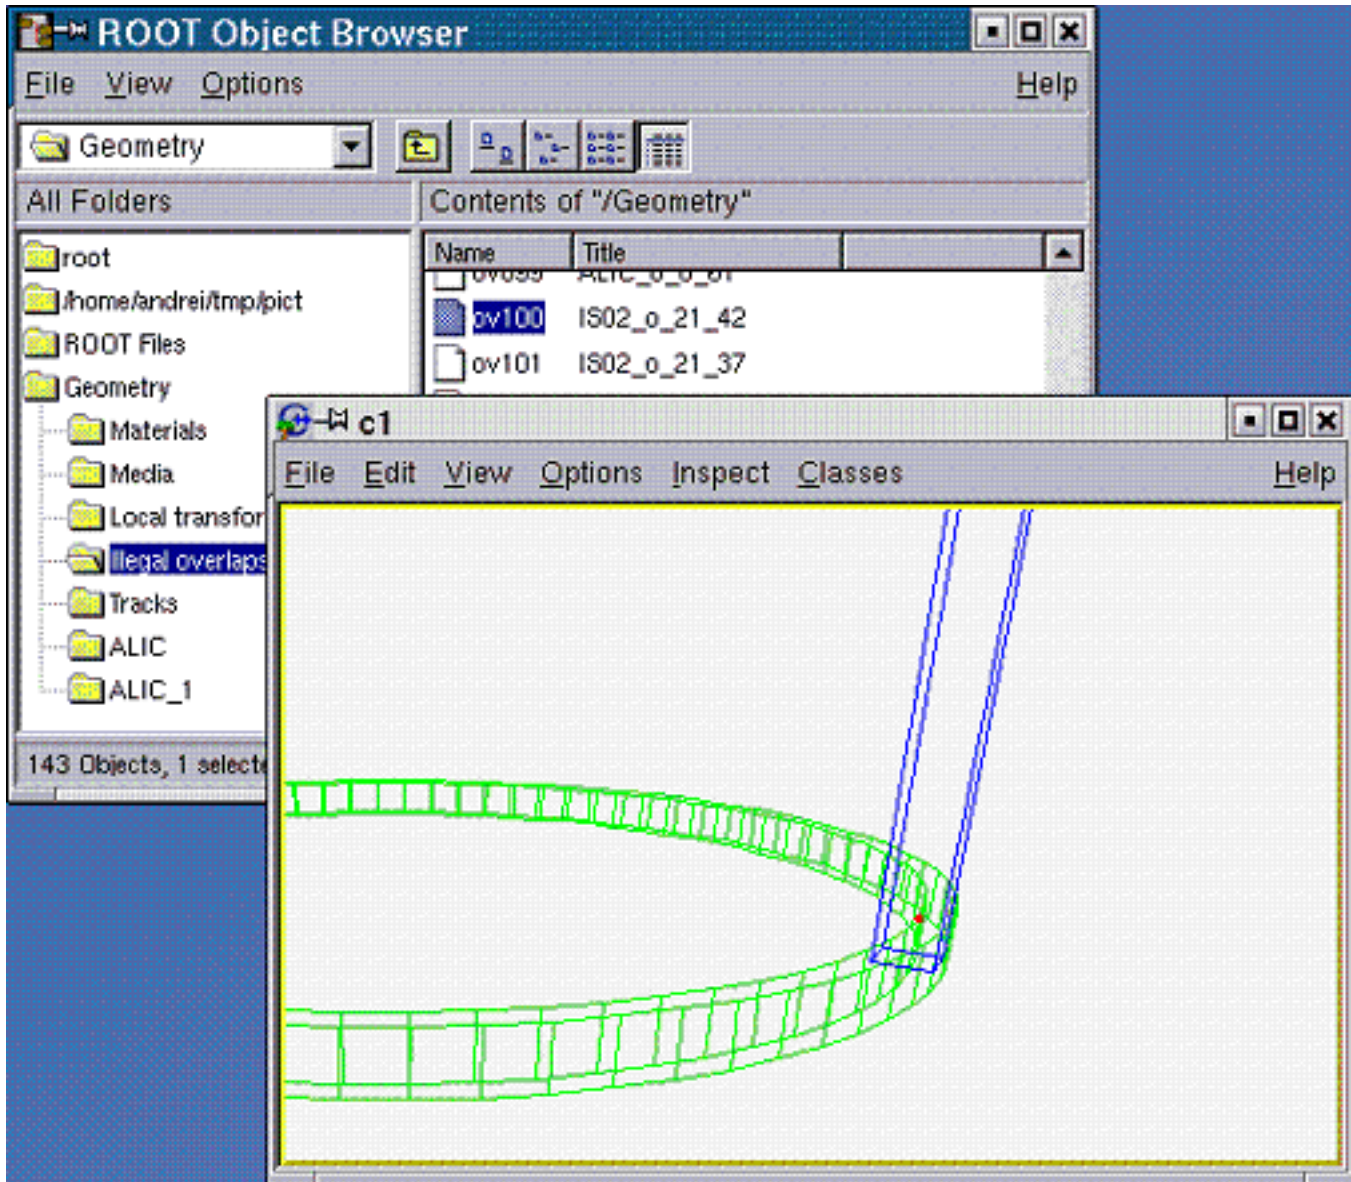 ROOT Object Browser
File View Options Help
Geometry
All Folders
Contents of "/Geometry"
Name Title
root
/home/andrei/tmp/pict
ROOT Files
Geometry
Materials
Media
Local transfor
Illegal overlaps
Tracks
ALIC
ALIC_1
ov099 ALIC_o_0_61
ov100 IS02_o_21_42
ov101 IS02_o_21_37
143 Objects, 1 selecte
c1
File Edit View Options Inspect Classes Help